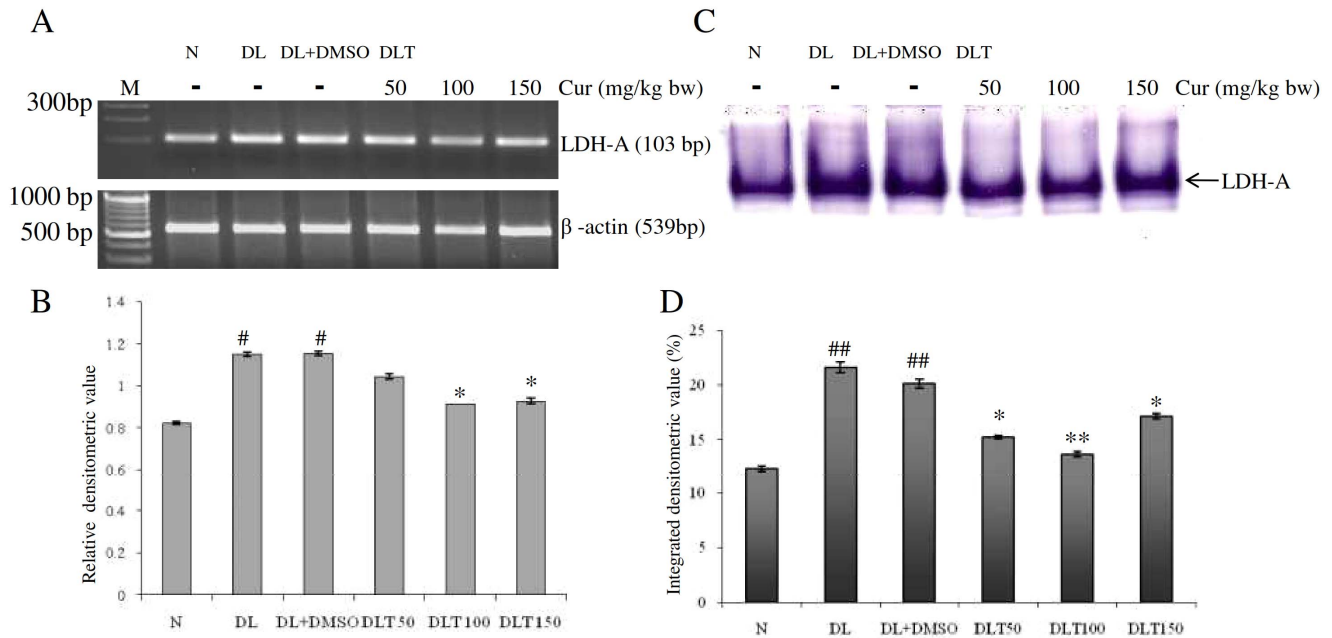 A
N DL DL+DMSO DLT
M - - - 50 100 150 Cur (mg/kg bw)
300bp
LDH-A (103 bp)
1000 bp
500 bp
β -actin (539bp)
B
Relative densitometric value
1.4
1.2
1
0.8
0.6
0.4
0.2
0
# # * *
N DL DL+DMSO DLT50 DLT100 DLT150
C
N DL DL+DMSO DLT
- - - 50 100 150 Cur (mg/kg bw)
LDH-A
D
Integrated densitometric value (%)
25
20
15
10
5
0
## ## * ** *
N DL DL+DMSO DLT50 DLT100 DLT150